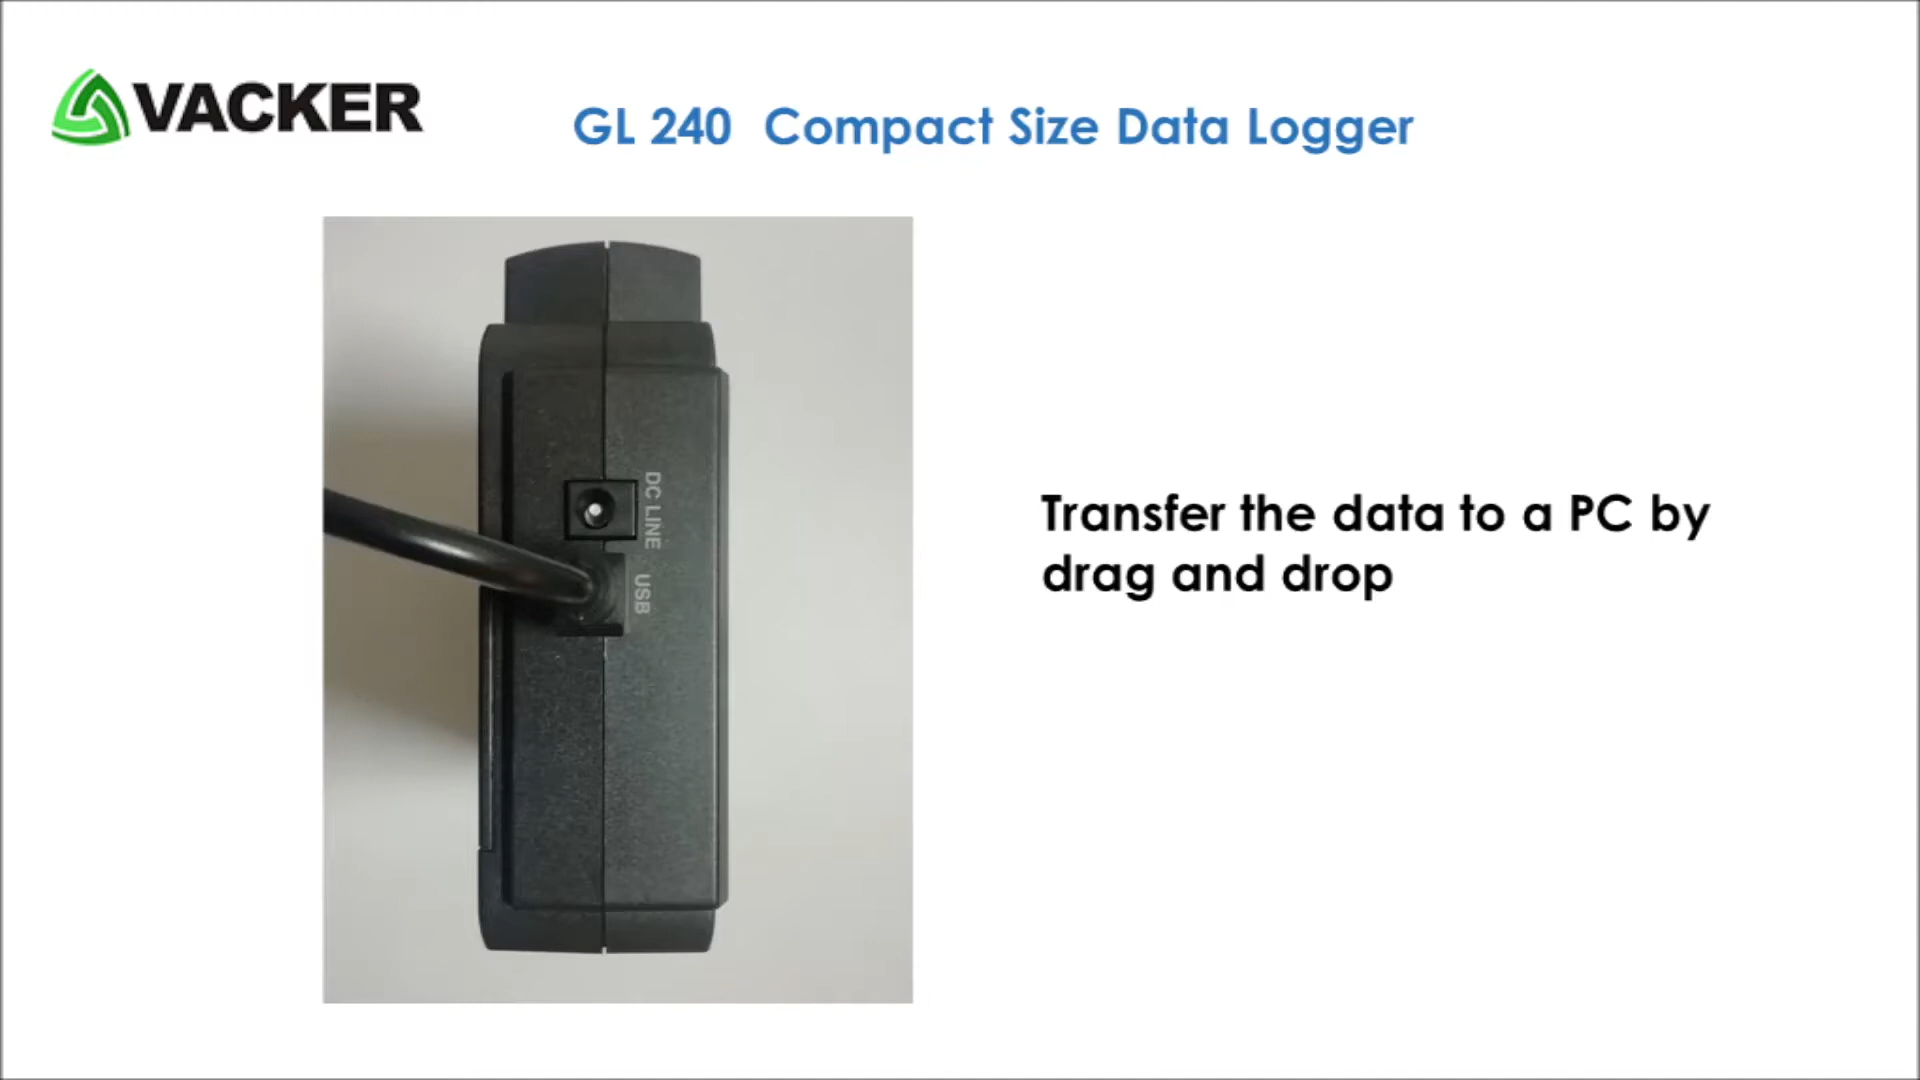 VACKER
GL 240 Compact Size Data Logger
DC LINE
USB
Transfer the data to a PC by
drag and drop